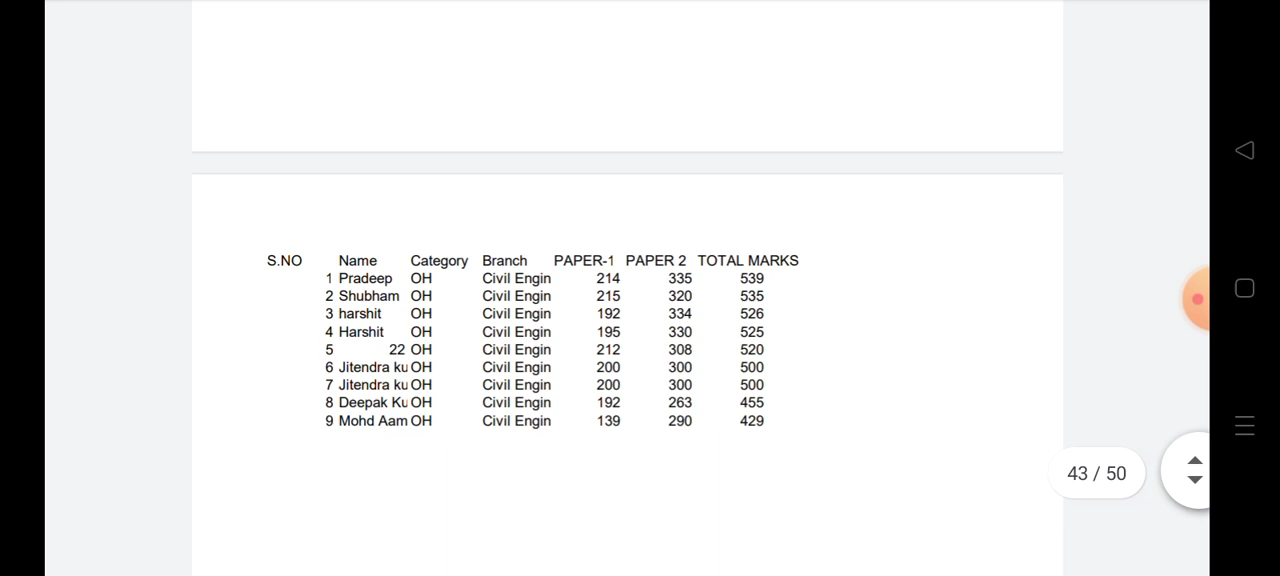 S.NO Name Category Branch PAPER-1 PAPER 2 TOTAL MARKS
1 Pradeep OH Civil Engin 214 335 539
2 Shubham OH Civil Engin 215 320 535
3 harshit OH Civil Engin 192 334 526
4 Harshit OH Civil Engin 195 330 525
5 22 OH Civil Engin 212 308 520
6 Jitendra ku OH Civil Engin 200 300 500
7 Jitendra ku OH Civil Engin 200 300 500
8 Deepak Ku OH Civil Engin 192 263 455
9 Mohd Aam OH Civil Engin 139 290 429
43 / 50